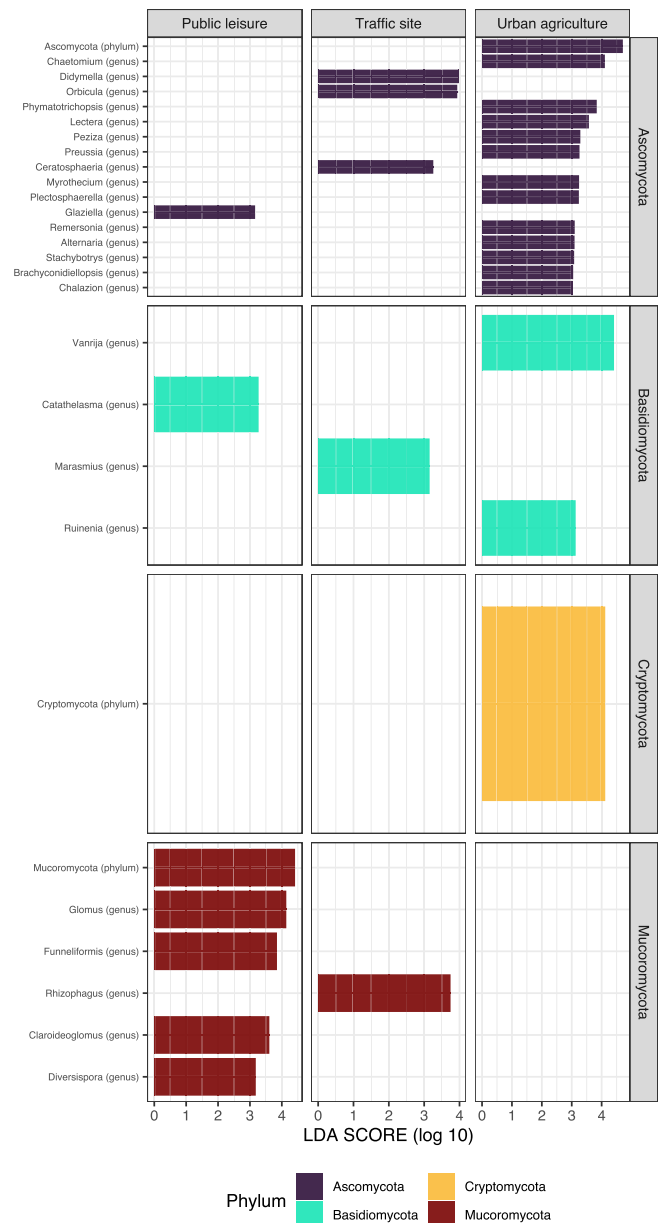 Public leisure Traffic site Urban agriculture
Ascomycota (phylum)
Chaetomium (genus)
Didymella (genus)
Orbicula (genus)
Phymatotrichopsis (genus)
Lectera (genus)
Peziza (genus)
Preussia (genus)
Ceratosphaeria (genus)
Myrothecium (genus)
Plectosphaerella (genus)
Glaziella (genus)
Remersonia (genus)
Alternaria (genus)
Stachybotrys (genus)
Brachyconidiellopsis (genus)
Chalazion (genus)
Ascomycota
Vanrija (genus)
Catathelasma (genus)
Marasmius (genus)
Ruinenia (genus)
Basidiomycota
Cryptomycota (phylum)
Cryptomycota
Mucoromycota (phylum)
Glomus (genus)
Funneliformis (genus)
Rhizophagus (genus)
Claroideoglomus (genus)
Diversispora (genus)
Mucoromycota
0 1 2 3 4 0 1 2 3 4 0 1 2 3 4
LDA SCORE (log 10)
Phylum
Ascomycota Cryptomycota
Basidiomycota Mucoromycota